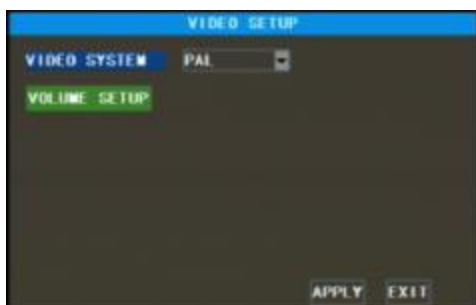 VIDEO SETUP
VIDEO SYSTEM PAL
VOLUME SETUP
APPLY EXIT